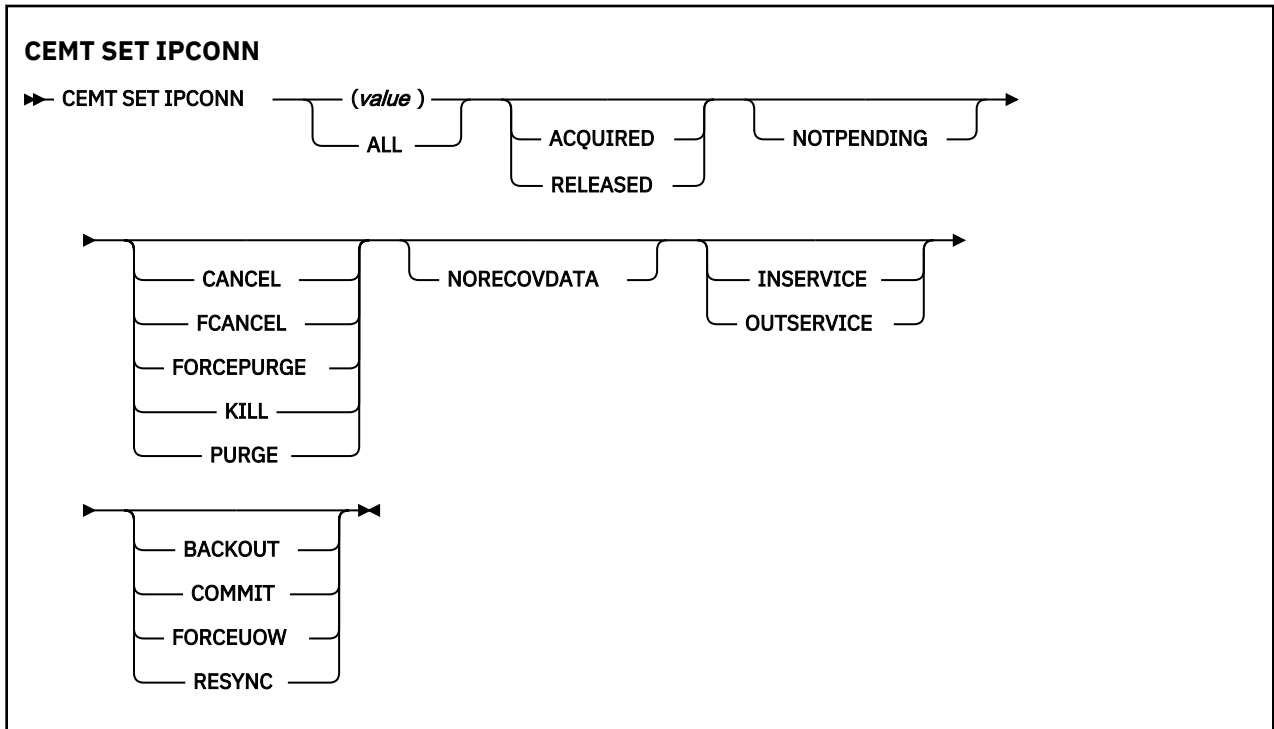 CEMT SET IPCONN
CEMT SET IPCONN (value)
ALL
ACQUIRED
RELEASED
NOTPENDING
CANCEL
FCANCEL
FORCEPURGE
KILL
PURGE
NORECOVDATA
INSERVICE
OUTSERVICE
BACKOUT
COMMIT
FORCEUOW
RESYNC